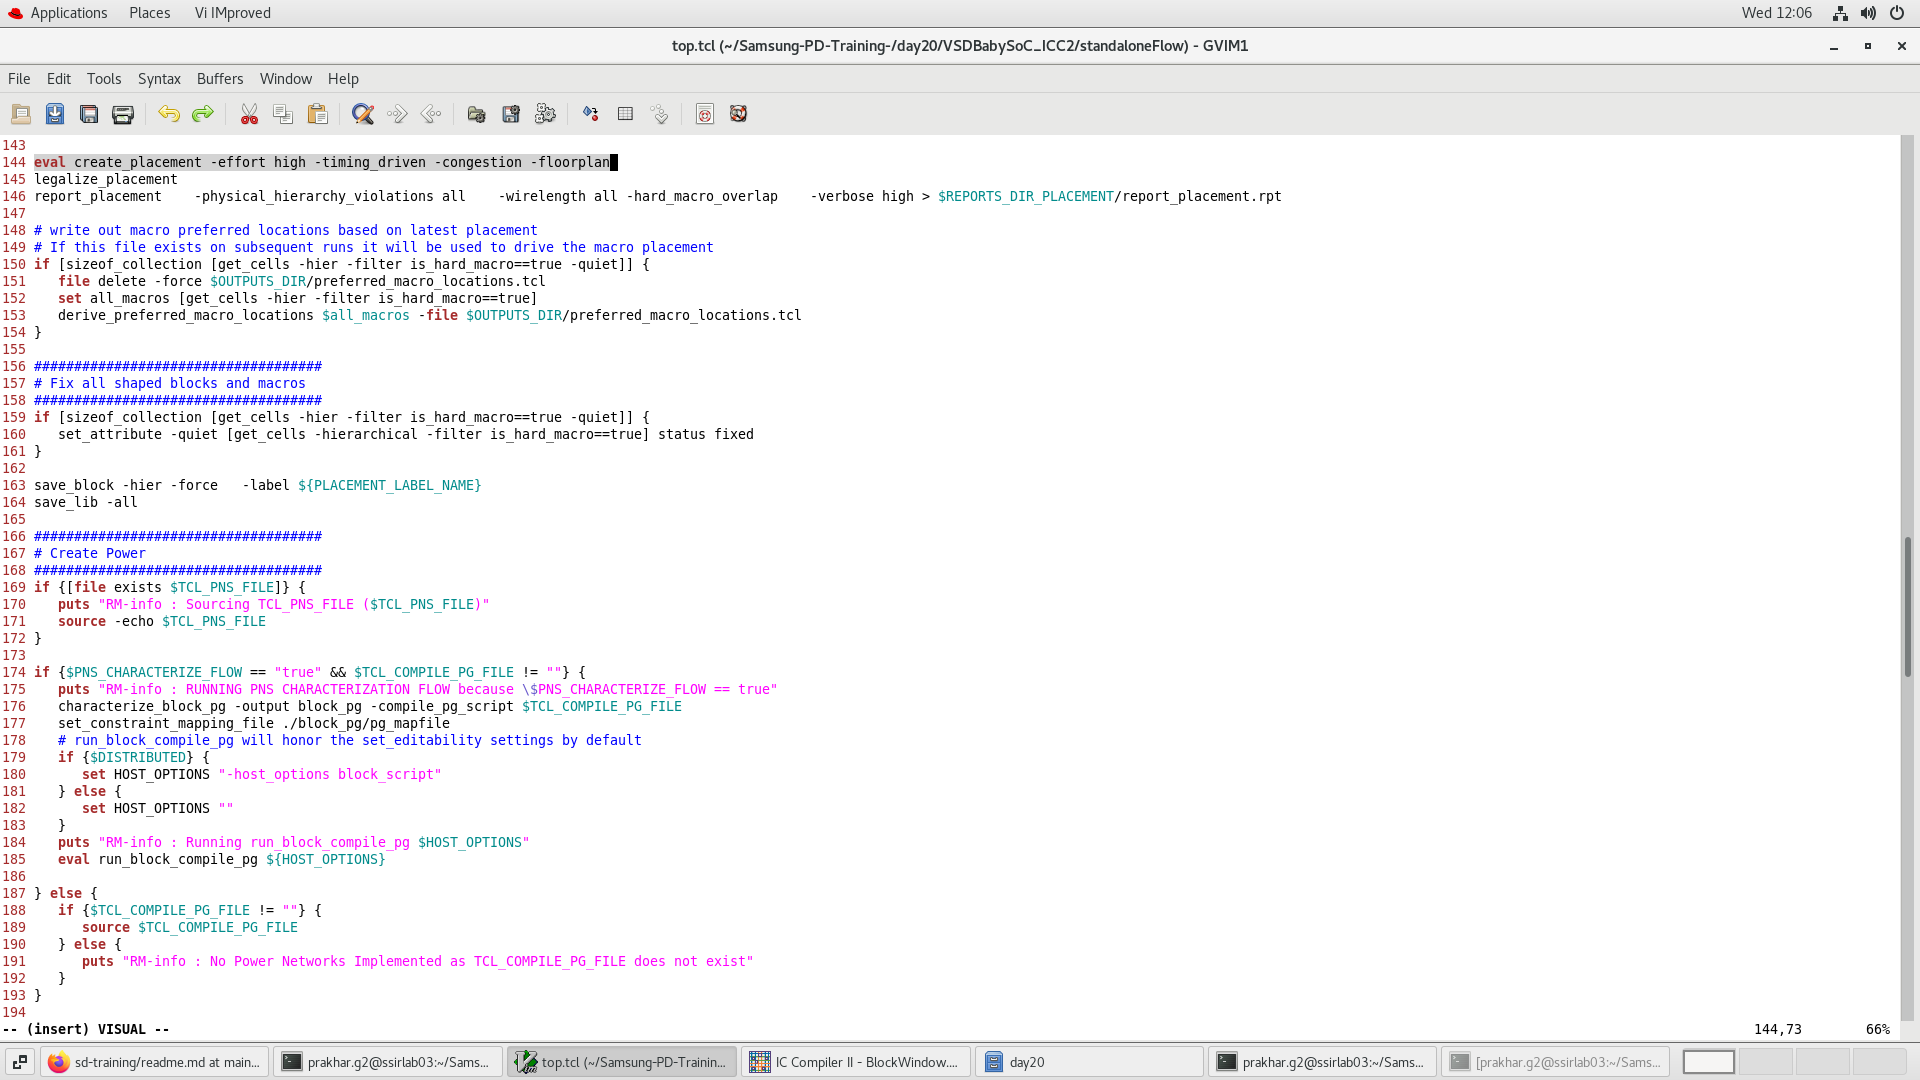 Applications Places Vi IMproved Wed 12:06
top.tcl (~/Samsung-PD-Training-/day20/VSDBabySoC_ICC2/standaloneFlow) - GVIM1
File Edit Tools Syntax Buffers Window Help
143
144 eval create_placement -effort high -timing_driven -congestion -floorplan
145 legalize_placement
146 report_placement    -physical_hierarchy_violations all    -wirelength all -hard_macro_overlap    -verbose high > $REPORTS_DIR_PLACEMENT/report_placement.rpt
147
148 # write out macro preferred locations based on latest placement
149 # If this file exists on subsequent runs it will be used to drive the macro placement
150 if [sizeof_collection [get_cells -hier -filter is_hard_macro==true -quiet]] {
151    file delete -force $OUTPUTS_DIR/preferred_macro_locations.tcl
152    set all_macros [get_cells -hier -filter is_hard_macro==true]
153    derive_preferred_macro_locations $all_macros -file $OUTPUTS_DIR/preferred_macro_locations.tcl
154 }
155
156 ####################################
157 # Fix all shaped blocks and macros
158 ####################################
159 if [sizeof_collection [get_cells -hier -filter is_hard_macro==true -quiet]] {
160    set_attribute -quiet [get_cells -hierarchical -filter is_hard_macro==true] status fixed
161 }
162
163 save_block -hier -force   -label ${PLACEMENT_LABEL_NAME}
164 save_lib -all
165
166 ####################################
167 # Create Power
168 ####################################
169 if {[file exists $TCL_PNS_FILE]} {
170    puts "RM-info : Sourcing TCL_PNS_FILE ($TCL_PNS_FILE)"
171    source -echo $TCL_PNS_FILE
172 }
173
174 if {$PNS_CHARACTERIZE_FLOW == "true" && $TCL_COMPILE_PG_FILE != ""} {
175    puts "RM-info : RUNNING PNS CHARACTERIZATION FLOW because \$PNS_CHARACTERIZE_FLOW == true"
176    characterize_block_pg -output block_pg -compile_pg_script $TCL_COMPILE_PG_FILE
177    set_constraint_mapping_file ./block_pg/pg_mapfile
178    # run_block_compile_pg will honor the set_editability settings by default
179    if {$DISTRIBUTED} {
180       set HOST_OPTIONS "-host_options block_script"
181    } else {
182       set HOST_OPTIONS ""
183    }
184    puts "RM-info : Running run_block_compile_pg $HOST_OPTIONS"
185    eval run_block_compile_pg ${HOST_OPTIONS}
186
187 } else {
188    if {$TCL_COMPILE_PG_FILE != ""} {
189       source $TCL_COMPILE_PG_FILE
190    } else {
191       puts "RM-info : No Power Networks Implemented as TCL_COMPILE_PG_FILE does not exist"
192    }
193 }
194
-- (insert) VISUAL -- 144,73 66%
sd-training/readme.md at main... prakhar.g2@ssirlab03:~/Sams... top.tcl (~/Samsung-PD-Trainin... IC Compiler II - BlockWindow.... day20 prakhar.g2@ssirlab03:~/Sams... [prakhar.g2@ssirlab03:~/Sams...